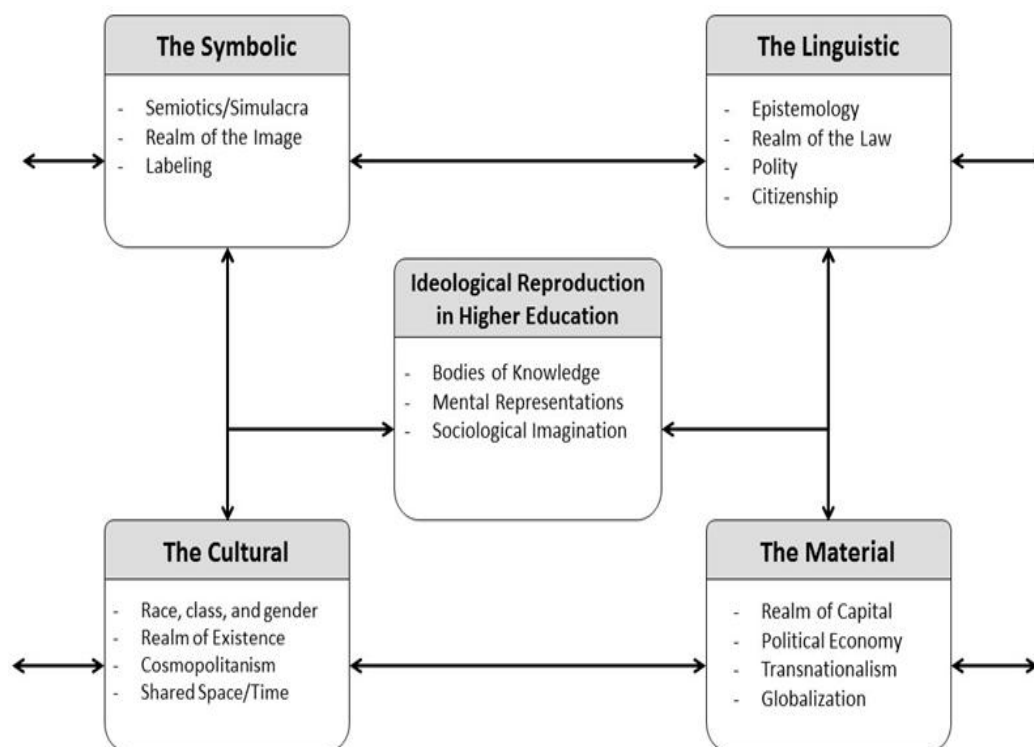 The Symbolic
- Semiotics/Simulacra
- Realm of the Image
- Labeling
The Linguistic
- Epistemology
- Realm of the Law
- Polity
- Citizenship
Ideological Reproduction
in Higher Education
- Bodies of Knowledge
- Mental Representations
- Sociological Imagination
The Cultural
- Race, class, and gender
- Realm of Existence
- Cosmopolitanism
- Shared Space/Time
The Material
- Realm of Capital
- Political Economy
- Transnationalism
- Globalization